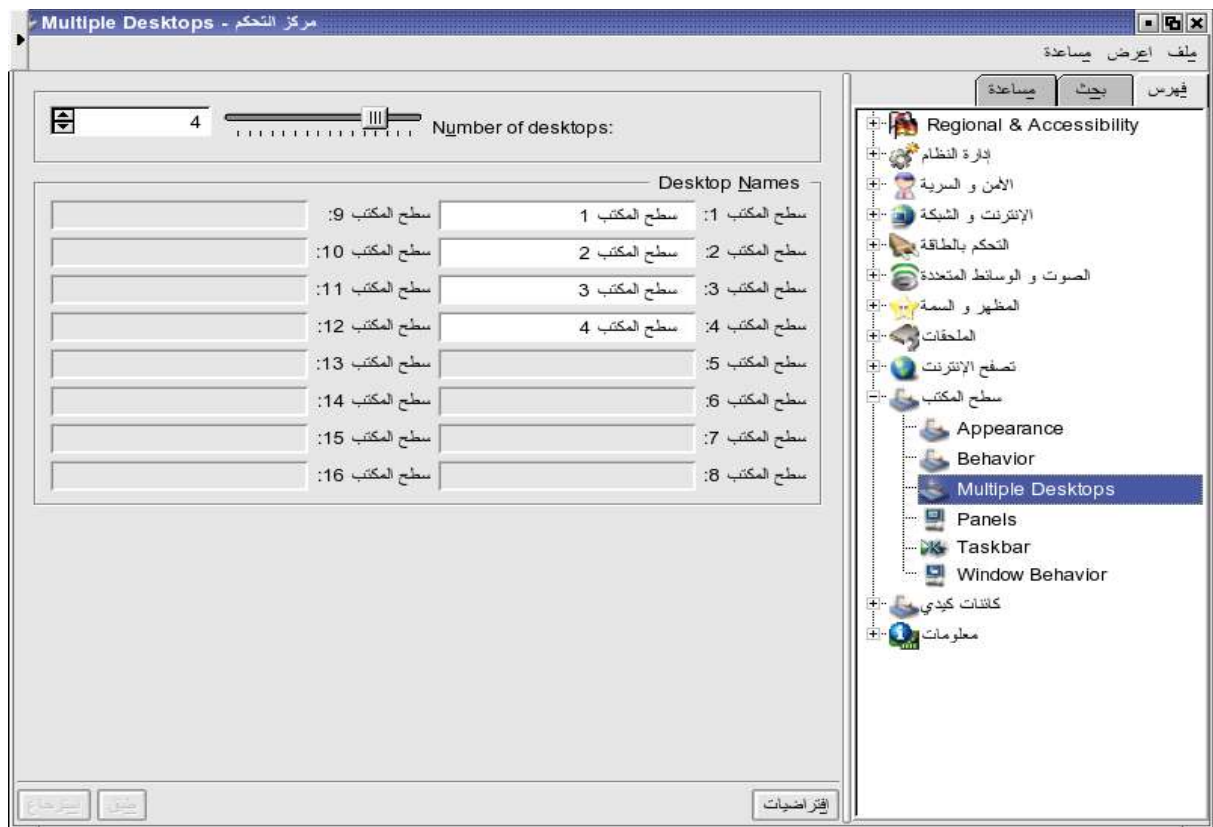 مركز التحكم - Multiple Desktops
ملف اعرض مساعدة
فهرس بحث مساعدة
Regional & Accessibility
إدارة النظام
الأمن و السرية
الإنترنت و الشبكة
التحكم بالطاقة
الصوت و الوسائط المتعددة
المظهر و السمة
الملحقات
تصفح الإنترنت
سطح المكتب
Appearance
Behavior
Multiple Desktops
Panels
Taskbar
Window Behavior
كائنات كيدي
معلومات
Number of desktops: 4
Desktop Names
سطح المكتب 1: سطح المكتب 1 سطح المكتب 9:
سطح المكتب 2: سطح المكتب 2 سطح المكتب 10:
سطح المكتب 3: سطح المكتب 3 سطح المكتب 11:
سطح المكتب 4: سطح المكتب 4 سطح المكتب 12:
سطح المكتب 5: سطح المكتب 13:
سطح المكتب 6: سطح المكتب 14:
سطح المكتب 7: سطح المكتب 15:
سطح المكتب 8: سطح المكتب 16:
افتراضيات طبق